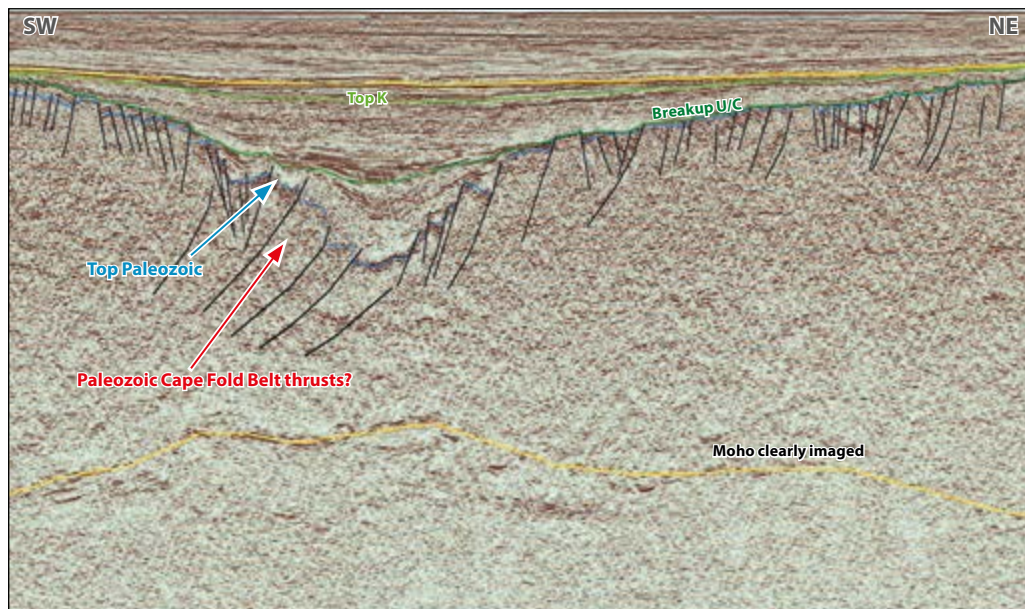 SW
NE
Top K
Breakup U/C
Top Paleozoic
Paleozoic Cape Fold Belt thrusts?
Moho clearly imaged